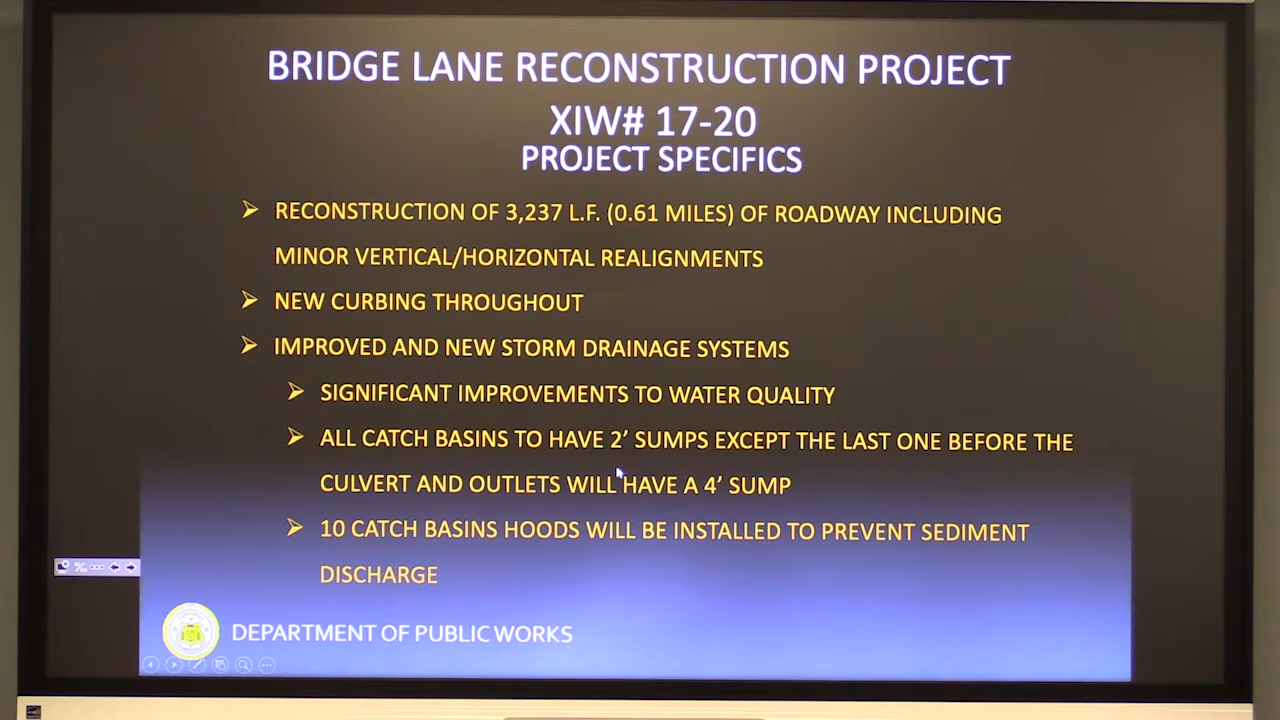 BRIDGE LANE RECONSTRUCTION PROJECT
XIW# 17-20
PROJECT SPECIFICS
RECONSTRUCTION OF 3,237 L.F. (0.61 MILES) OF ROADWAY INCLUDING
MINOR VERTICAL/HORIZONTAL REALIGNMENTS
NEW CURBING THROUGHOUT
IMPROVED AND NEW STORM DRAINAGE SYSTEMS
SIGNIFICANT IMPROVEMENTS TO WATER QUALITY
ALL CATCH BASINS TO HAVE 2’ SUMPS EXCEPT THE LAST ONE BEFORE THE
CULVERT AND OUTLETS WILL HAVE A 4’ SUMP
10 CATCH BASINS HOODS WILL BE INSTALLED TO PREVENT SEDIMENT
DISCHARGE
DEPARTMENT OF PUBLIC WORKS